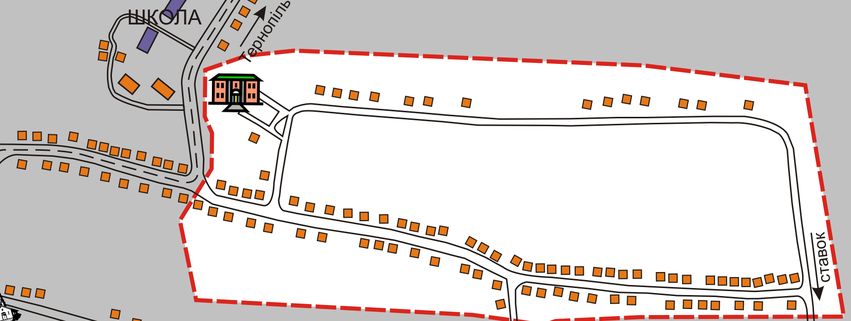 ШКОЛА
Тернопіль
ставок